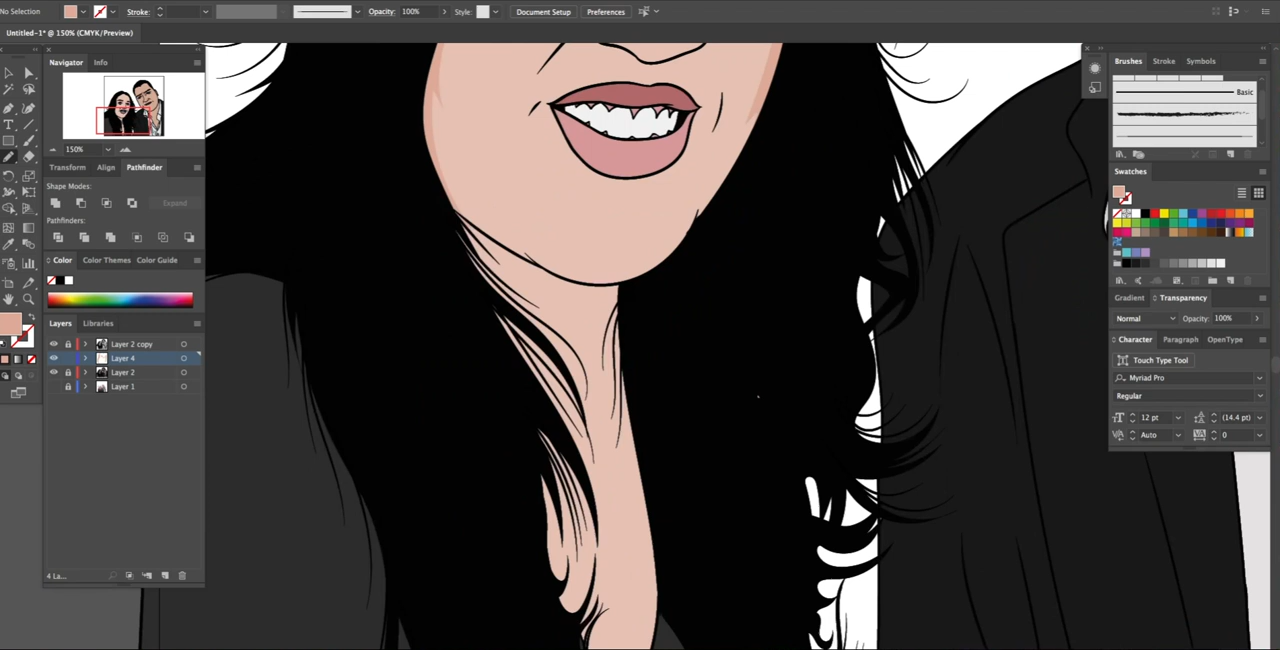 No Selection Stroke: Opacity: 100% Style: Document Setup Preferences
Untitled-1* @ 150% (CMYK/Preview)
Navigator Info
150%
Transform Align Pathfinder
Shape Modes:
Expand
Pathfinders:
Color Color Themes Color Guide
Layers Libraries
Layer 2 copy
Layer 4
Layer 2
Layer 1
4 La...
Brushes Stroke Symbols
Basic
Swatches
Gradient Transparency
Normal Opacity: 100%
Character Paragraph OpenType
Touch Type Tool
Myriad Pro
Regular
12 pt (14.4 pt)
Auto 0